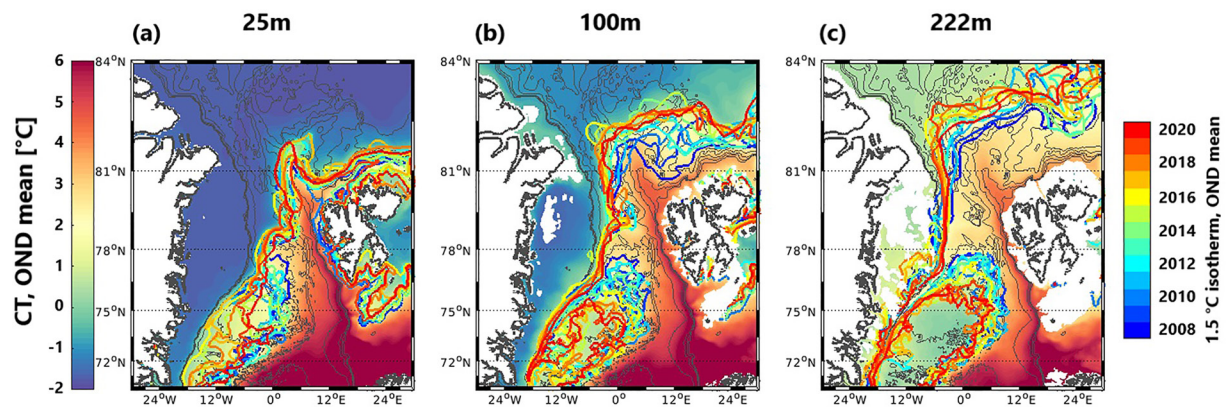 25m 100m 222m
(a) (b) (c)
CT, OND mean [°C]
6
5
4
3
2
1
0
-1
-2
84°N
81°N
78°N
75°N
72°N
24°W 12°W 0° 12°E 24°E
84°N
81°N
78°N
75°N
72°N
24°W 12°W 0° 12°E 24°E
84°N
81°N
78°N
75°N
72°N
24°W 12°W 0° 12°E 24°E
2020
2018
2016
2014
2012
2010
2008
1.5 °C isotherm, OND mean